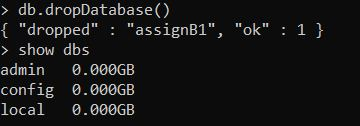 > db.dropDatabase()
{ "dropped" : "assignB1", "ok" : 1 }
> show dbs
admin   0.000GB
config  0.000GB
local   0.000GB